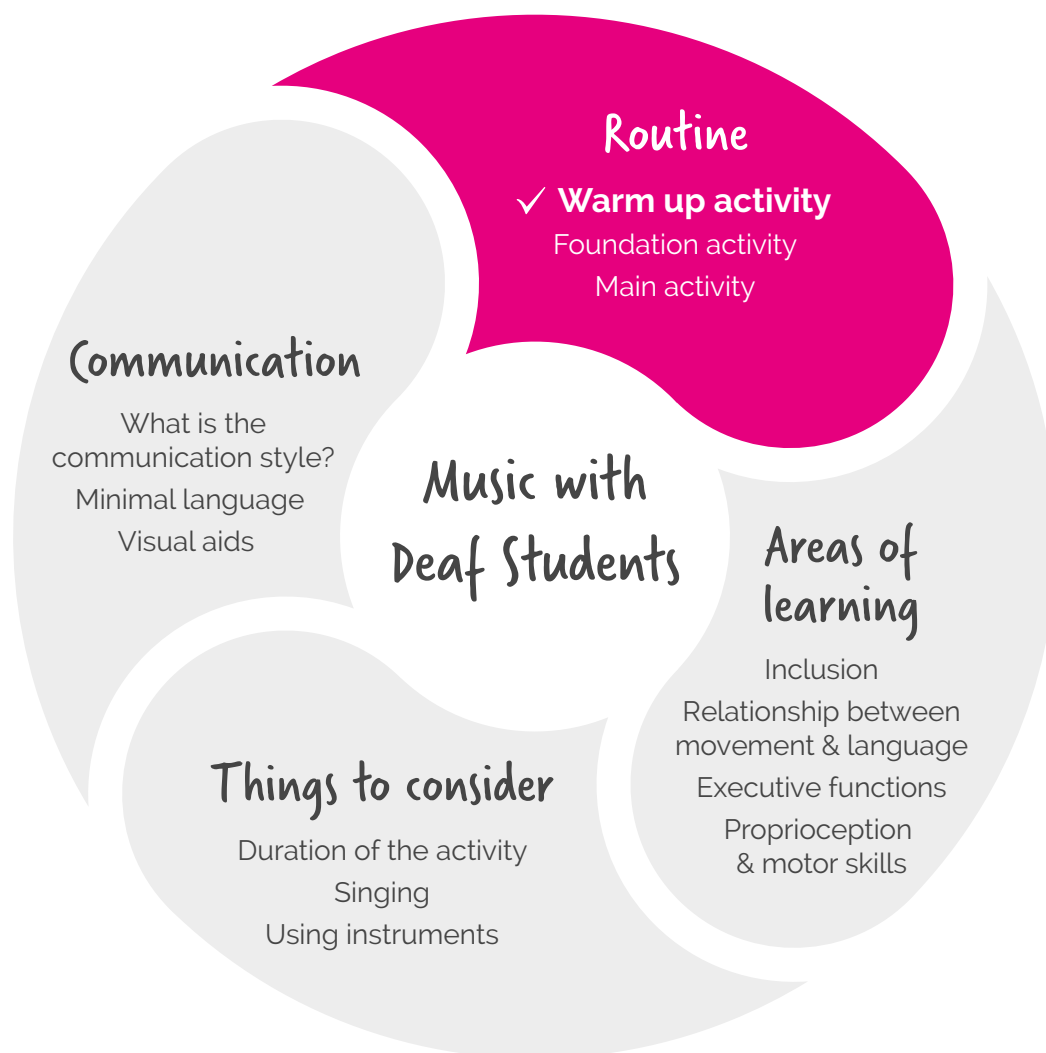 Routine
✓ Warm up activity
Foundation activity
Main activity
Communication
What is the
communication style?
Minimal language
Visual aids
Music with
Deaf Students
Areas of
learning
Inclusion
Relationship between
movement & language
Executive functions
Proprioception
& motor skills
Things to consider
Duration of the activity
Singing
Using instruments